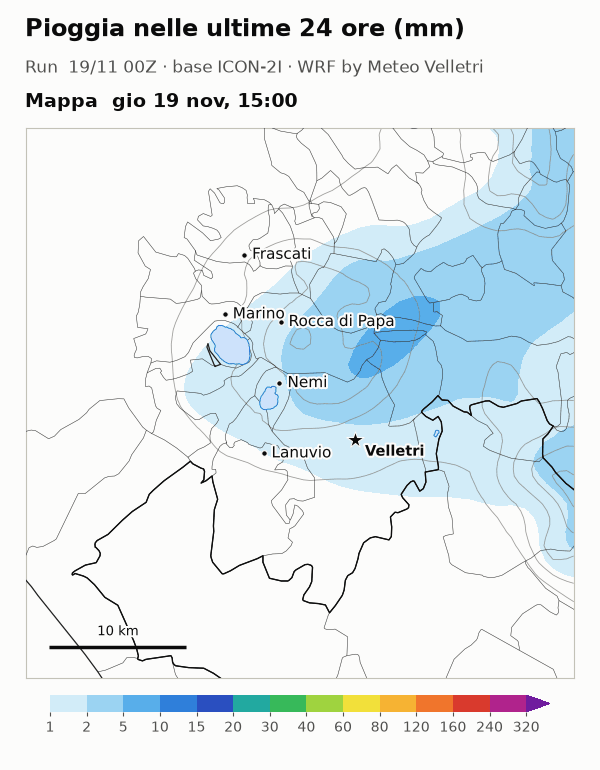 Pioggia nelle ultime 24 ore (mm)
Run  19/11 00Z · base ICON-2I · WRF by Meteo Velletri
Mappa  gio 19 nov, 15:00
Frascati
Marino
Rocca di Papa
Nemi
Velletri
Lanuvio
10 km
1 2 5 10 15 20 30 40 60 80 90 120 160 240 320